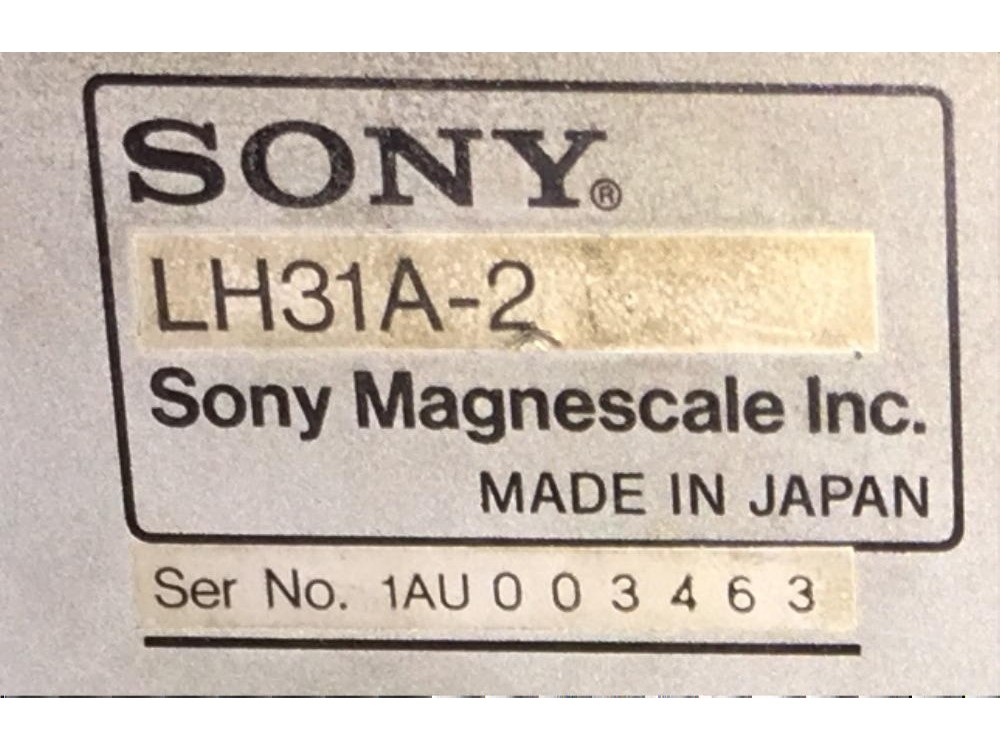 SONY®
LH31A-2
Sony Magnescale Inc.
MADE IN JAPAN
Ser No. 1AU 0 0 3 4 6 3